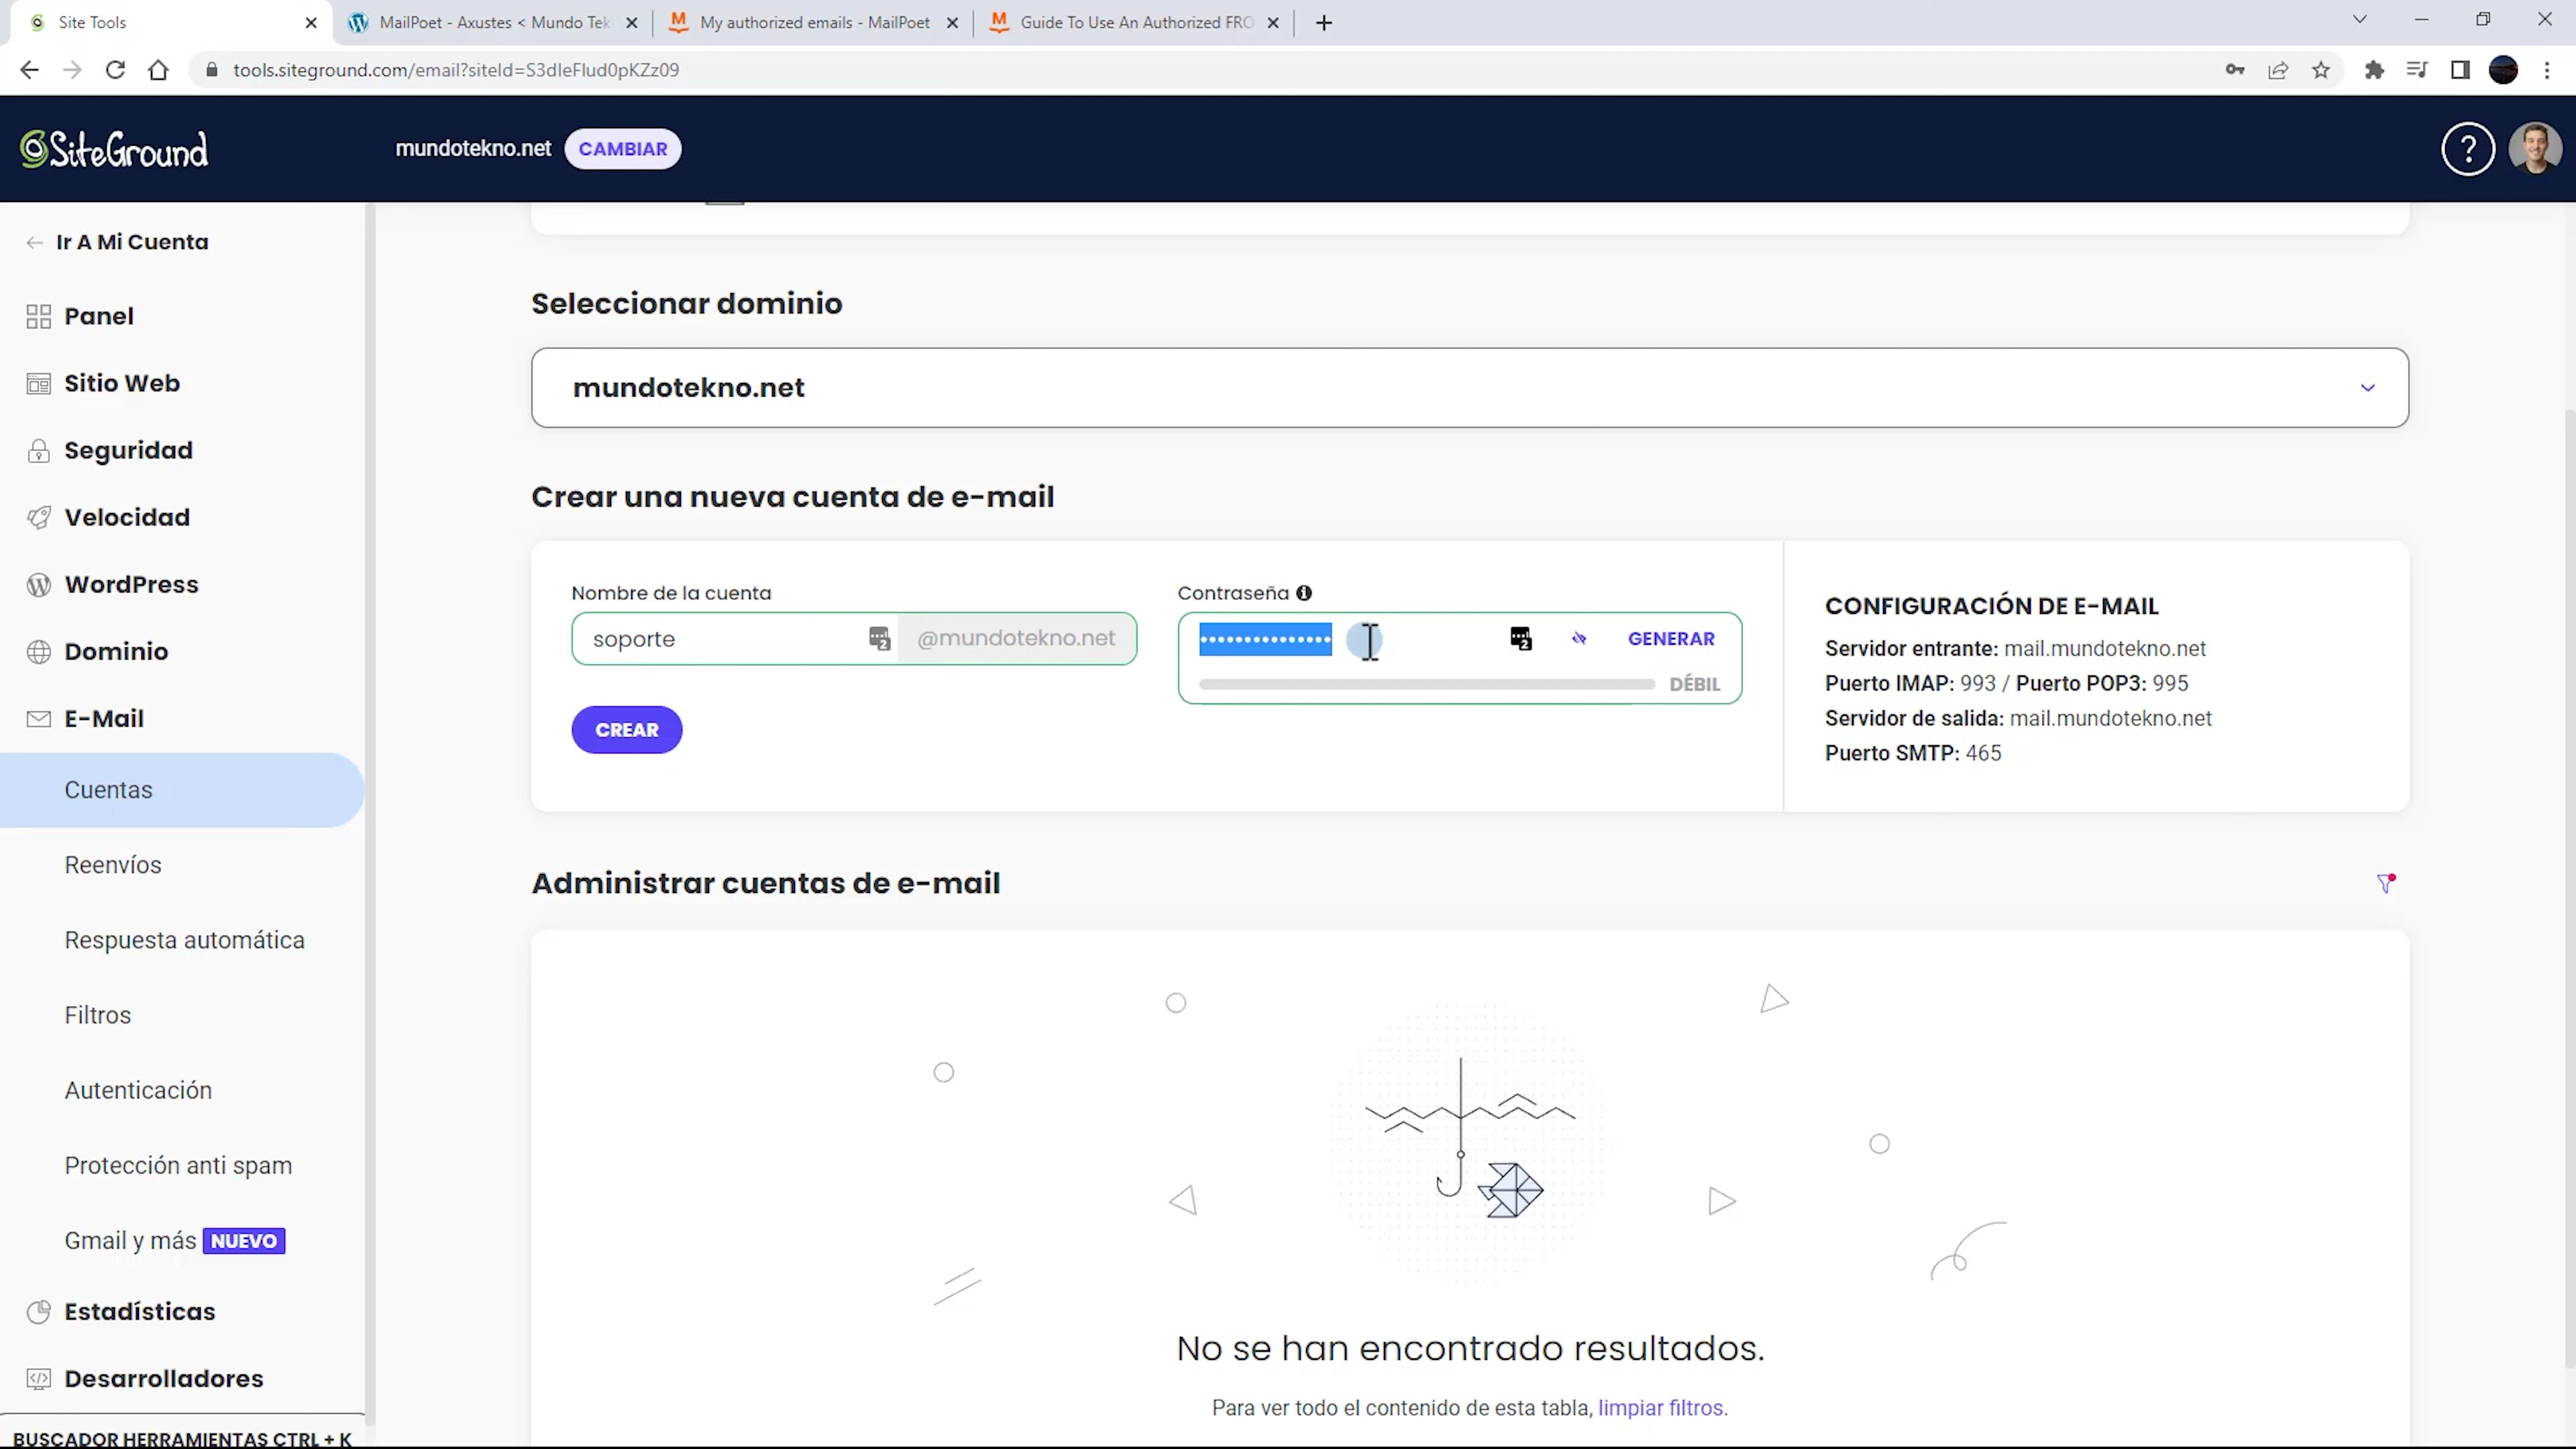 Site Tools
MailPoet - Axustes < Mundo Tek
My authorized emails - MailPoet
Guide To Use An Authorized FRO
tools.siteground.com/email?siteId=S3dIeFlud0pKZz09
SiteGround
mundotekno.net
CAMBIAR
?
Ir A Mi Cuenta
Panel
Sitio Web
Seguridad
Velocidad
WordPress
Dominio
E-Mail
Cuentas
Reenvíos
Respuesta automática
Filtros
Autenticación
Protección anti spam
Gmail y más NUEVO
Estadísticas
Desarrolladores
BUSCADOR HERRAMIENTAS CTRL + K
Seleccionar dominio
mundotekno.net
Crear una nueva cuenta de e-mail
Nombre de la cuenta
soporte
@mundotekno.net
CREAR
Contraseña
•••••••••••••••
GENERAR
DÉBIL
CONFIGURACIÓN DE E-MAIL
Servidor entrante: mail.mundotekno.net
Puerto IMAP: 993 / Puerto POP3: 995
Servidor de salida: mail.mundotekno.net
Puerto SMTP: 465
Administrar cuentas de e-mail
No se han encontrado resultados.
Para ver todo el contenido de esta tabla, limpiar filtros.